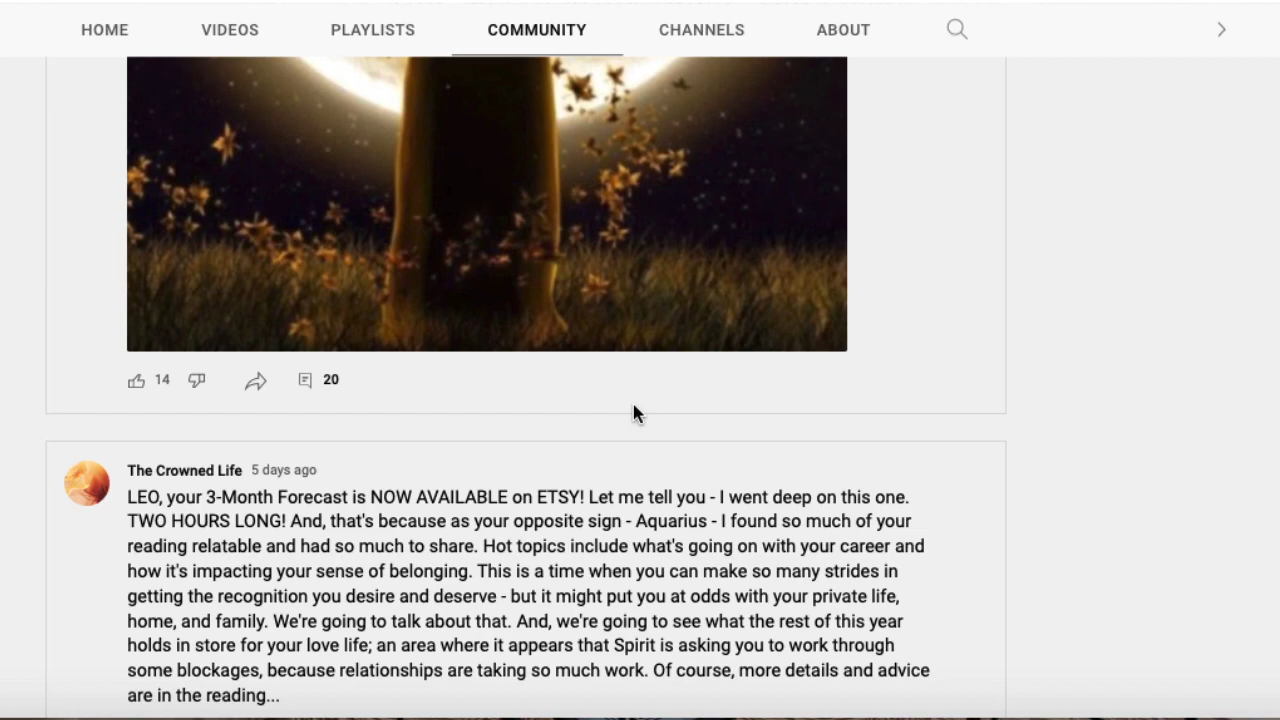 HOME VIDEOS PLAYLISTS COMMUNITY CHANNELS ABOUT
14 20
The Crowned Life 5 days ago
LEO, your 3-Month Forecast is NOW AVAILABLE on ETSY! Let me tell you - I went deep on this one.
TWO HOURS LONG! And, that's because as your opposite sign - Aquarius - I found so much of your
reading relatable and had so much to share. Hot topics include what's going on with your career and
how it's impacting your sense of belonging. This is a time when you can make so many strides in
getting the recognition you desire and deserve - but it might put you at odds with your private life,
home, and family. We're going to talk about that. And, we're going to see what the rest of this year
holds in store for your love life; an area where it appears that Spirit is asking you to work through
some blockages, because relationships are taking so much work. Of course, more details and advice
are in the reading...